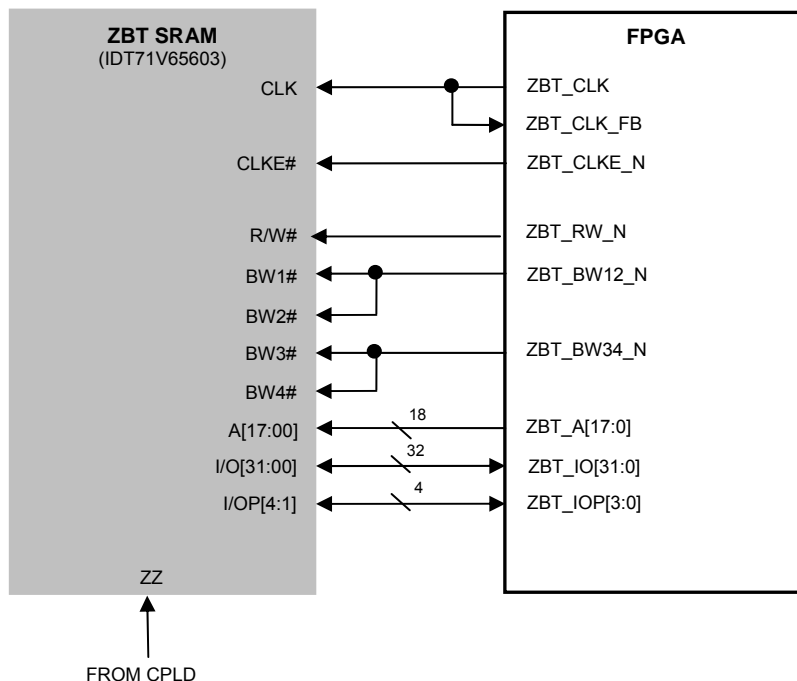 ZBT SRAM
(IDT71V65603)
FPGA
CLK
ZBT_CLK
ZBT_CLK_FB
CLKE#
ZBT_CLKE_N
R/W#
ZBT_RW_N
BW1#
ZBT_BW12_N
BW2#
BW3#
ZBT_BW34_N
BW4#
A[17:00]
18
ZBT_A[17:0]
I/O[31:00]
32
ZBT_IO[31:0]
I/OP[4:1]
4
ZBT_IOP[3:0]
ZZ
FROM CPLD